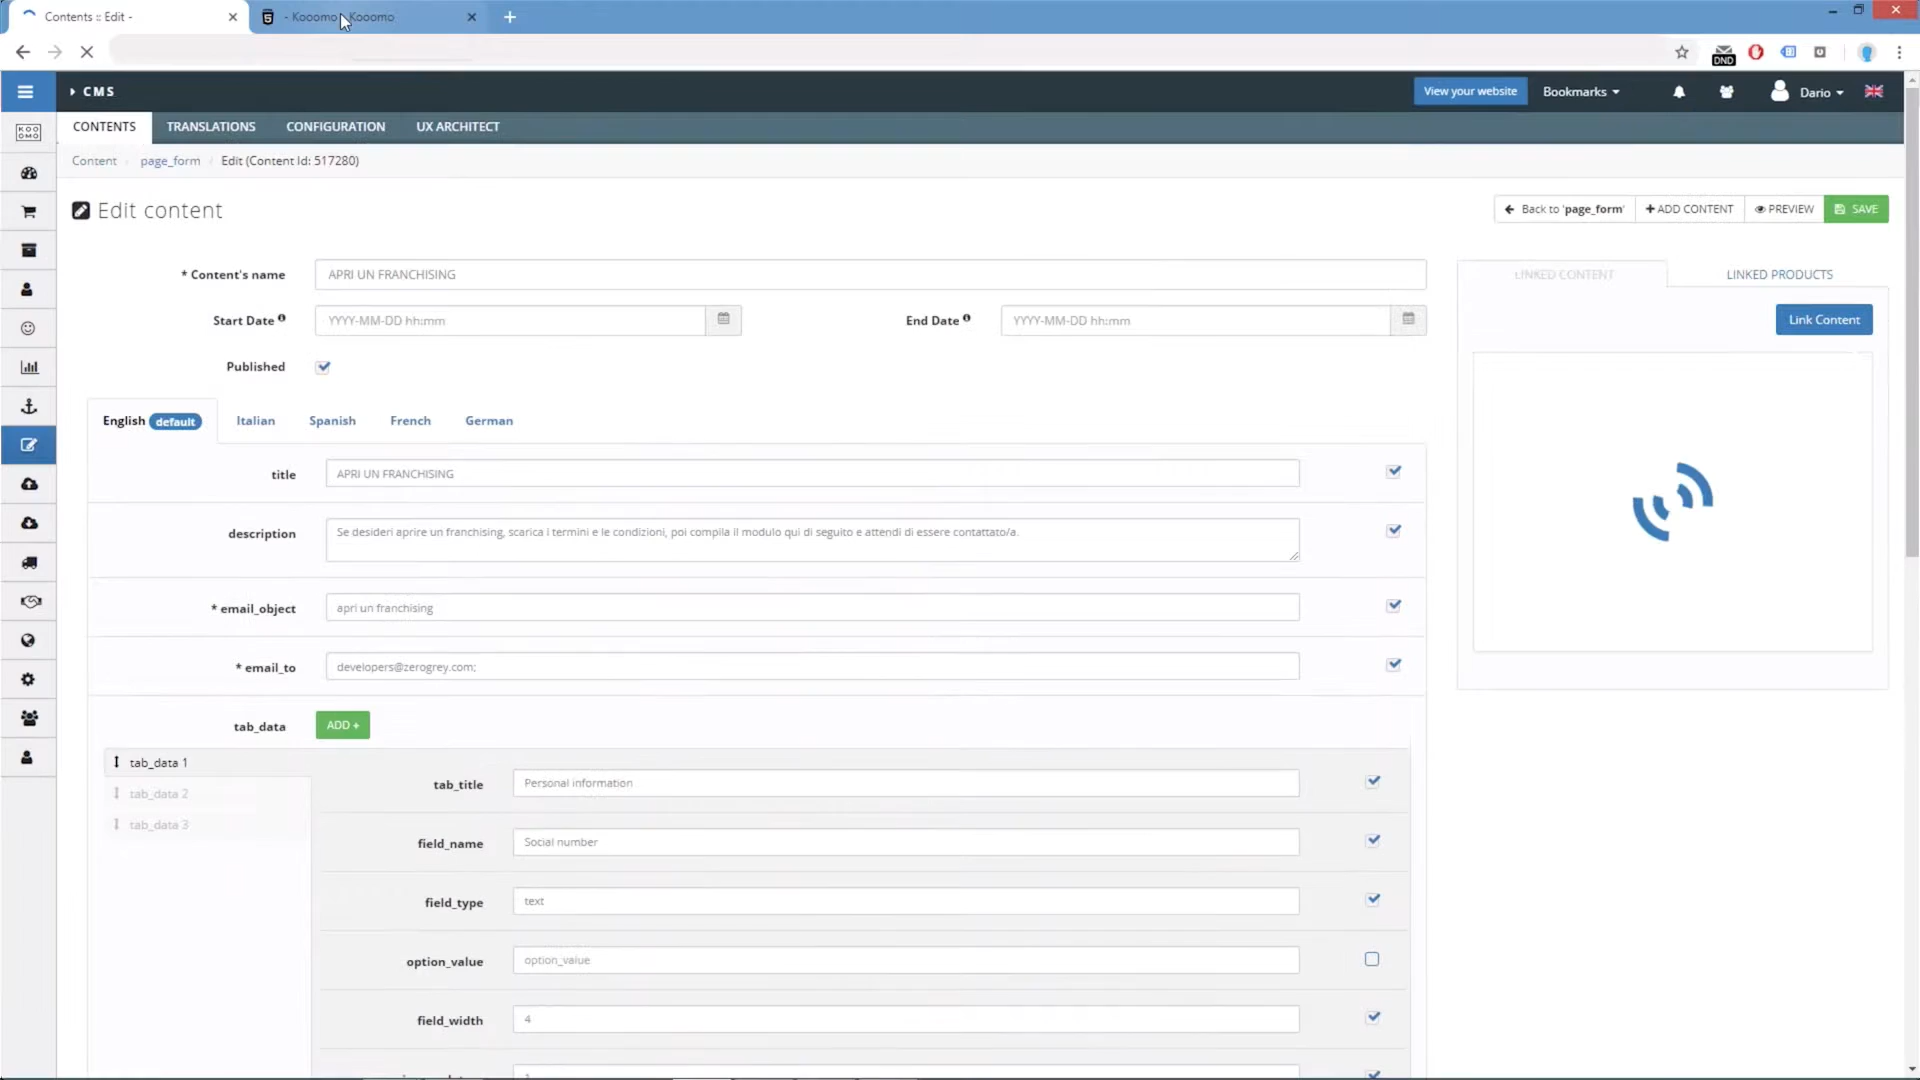 Contents :: Edit -
- Kooomo - Kooomo
DND
CMS
View your website
Bookmarks
Dario
KOO
OMO
CONTENTS
TRANSLATIONS
CONFIGURATION
UX ARCHITECT
Content / page_form / Edit (Content Id: 517280)
Edit content
Back to 'page_form'
+ ADD CONTENT
PREVIEW
SAVE
* Content's name
APRI UN FRANCHISING
LINKED CONTENT
LINKED PRODUCTS
Start Date
YYYY-MM-DD hh:mm
End Date
YYYY-MM-DD hh:mm
Link Content
Published
English default
Italian
Spanish
French
German
title
APRI UN FRANCHISING
description
Se desideri aprire un franchising, scarica i termini e le condizioni, poi compila il modulo qui di seguito e attendi di essere contattato/a.
* email_object
apri un franchising
* email_to
developers@zerogrey.com;
tab_data
ADD +
tab_data 1
tab_data 2
tab_data 3
tab_title
Personal information
field_name
Social number
field_type
text
option_value
option_value
field_width
4